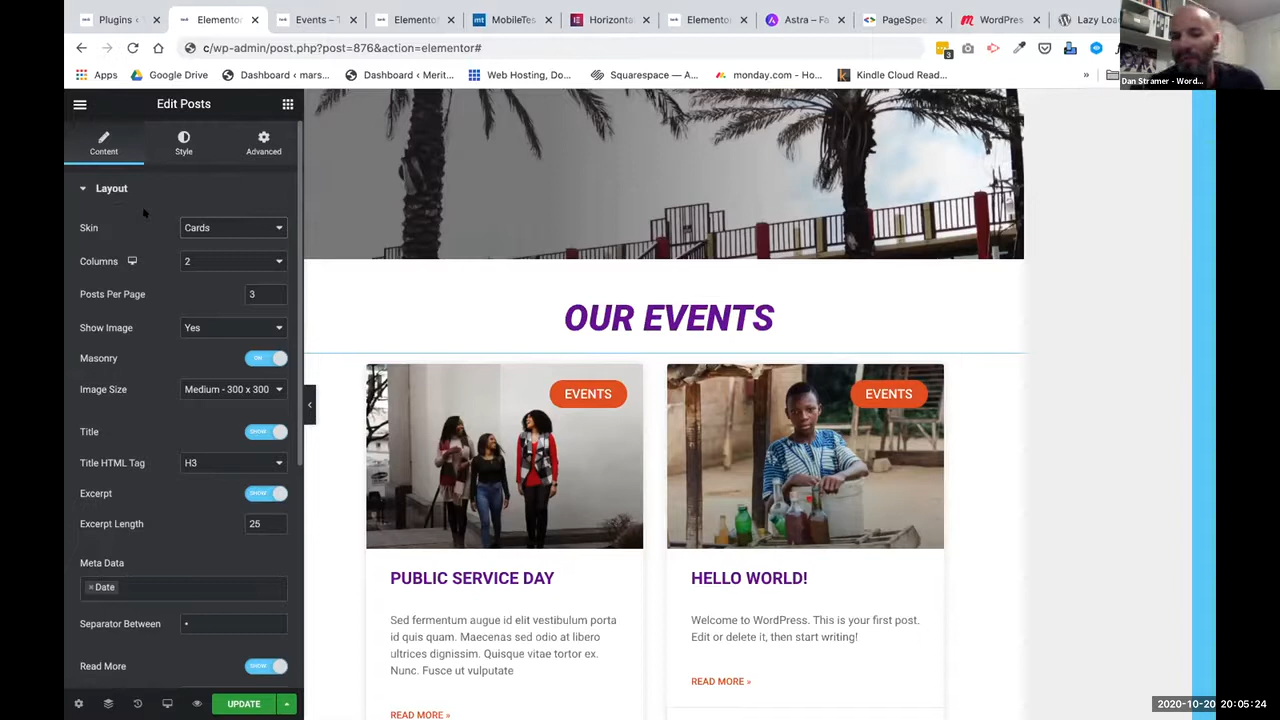 Plugins ‹
Elementor
Events – T
Elemento
MobileTes
Horizonta
Elemento
Astra – Fa
PageSpee
WordPres
Lazy Loa
c/wp-admin/post.php?post=876&action=elementor#
3
Apps
Google Drive
Dashboard ‹ mars...
Dashboard ‹ Merit...
Web Hosting, Do...
Squarespace — A...
monday.com - Ho...
Kindle Cloud Read...
»
Dan Stramer - Word...
Edit Posts
Content
Style
Advanced
Layout
Skin
Cards
Columns
2
Posts Per Page
3
Show Image
Yes
Masonry
ON
Image Size
Medium - 300 x 300
Title
SHOW
Title HTML Tag
H3
Excerpt
SHOW
Excerpt Length
25
Meta Data
× Date
Separator Between
•
Read More
SHOW
UPDATE
OUR EVENTS
EVENTS
PUBLIC SERVICE DAY
Sed fermentum augue id elit vestibulum porta
id quis quam. Maecenas sed odio at libero
ultrices dignissim. Quisque vitae tortor ex.
Nunc. Fusce ut vulputate
READ MORE »
EVENTS
HELLO WORLD!
Welcome to WordPress. This is your first post.
Edit or delete it, then start writing!
READ MORE »
2020-10-20 20:05:24